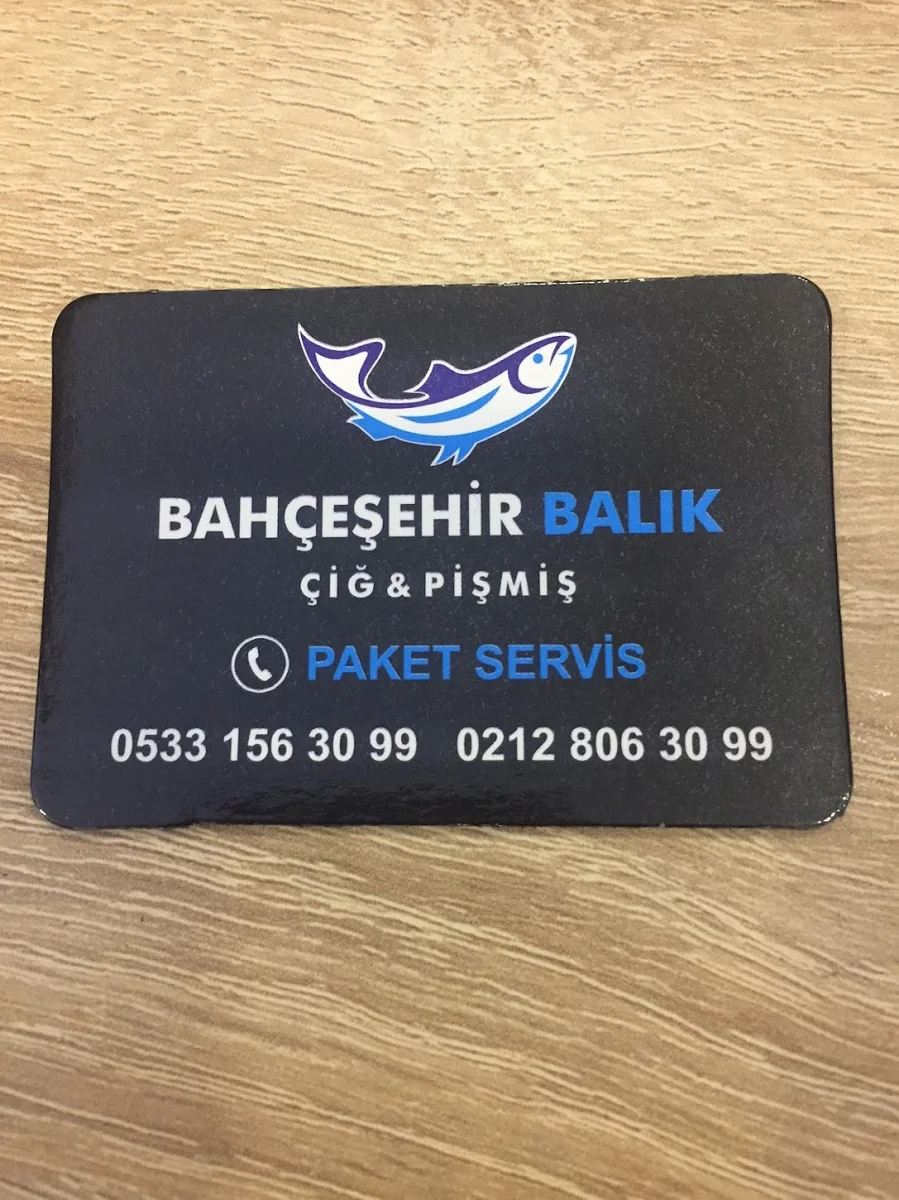 BAHÇEŞEHİR BALIK
ÇİĞ & PİŞMİŞ
PAKET SERVİS
0533 156 30 99 0212 806 30 99